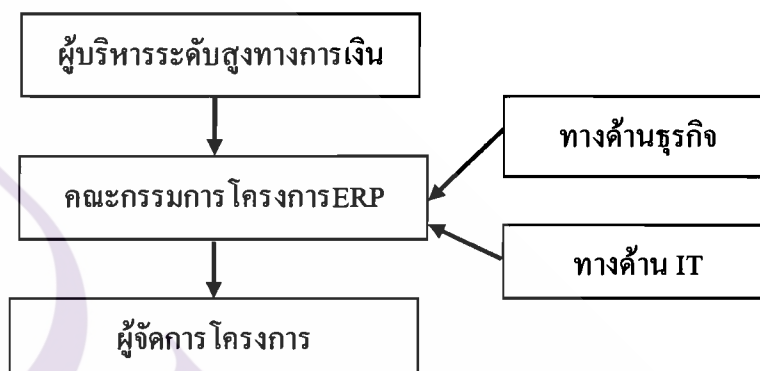 ผู้บริหารระดับสูงทางการเงิน
ทางด้านธุรกิจ
คณะกรรมการโครงการERP
ทางด้าน IT
ผู้จัดการโครงการ